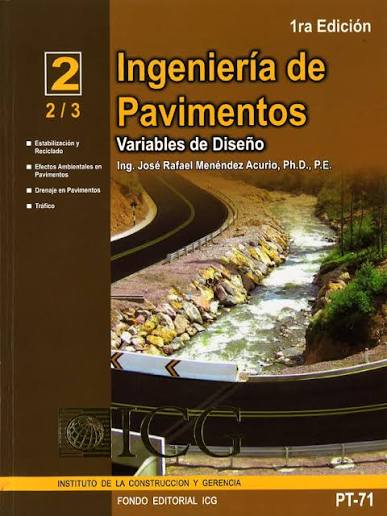 1ra Edición
2
2 / 3
Ingeniería de
Pavimentos
Variables de Diseño
Ing. José Rafael Menéndez Acurio, Ph.D., P.E.
Estabilización y
Reciclado
Efectos Ambientales en
Pavimentos
Drenaje en Pavimentos
Tráfico
ICG
INSTITUTO DE LA CONSTRUCCION Y GERENCIA
FONDO EDITORIAL ICG
PT-71